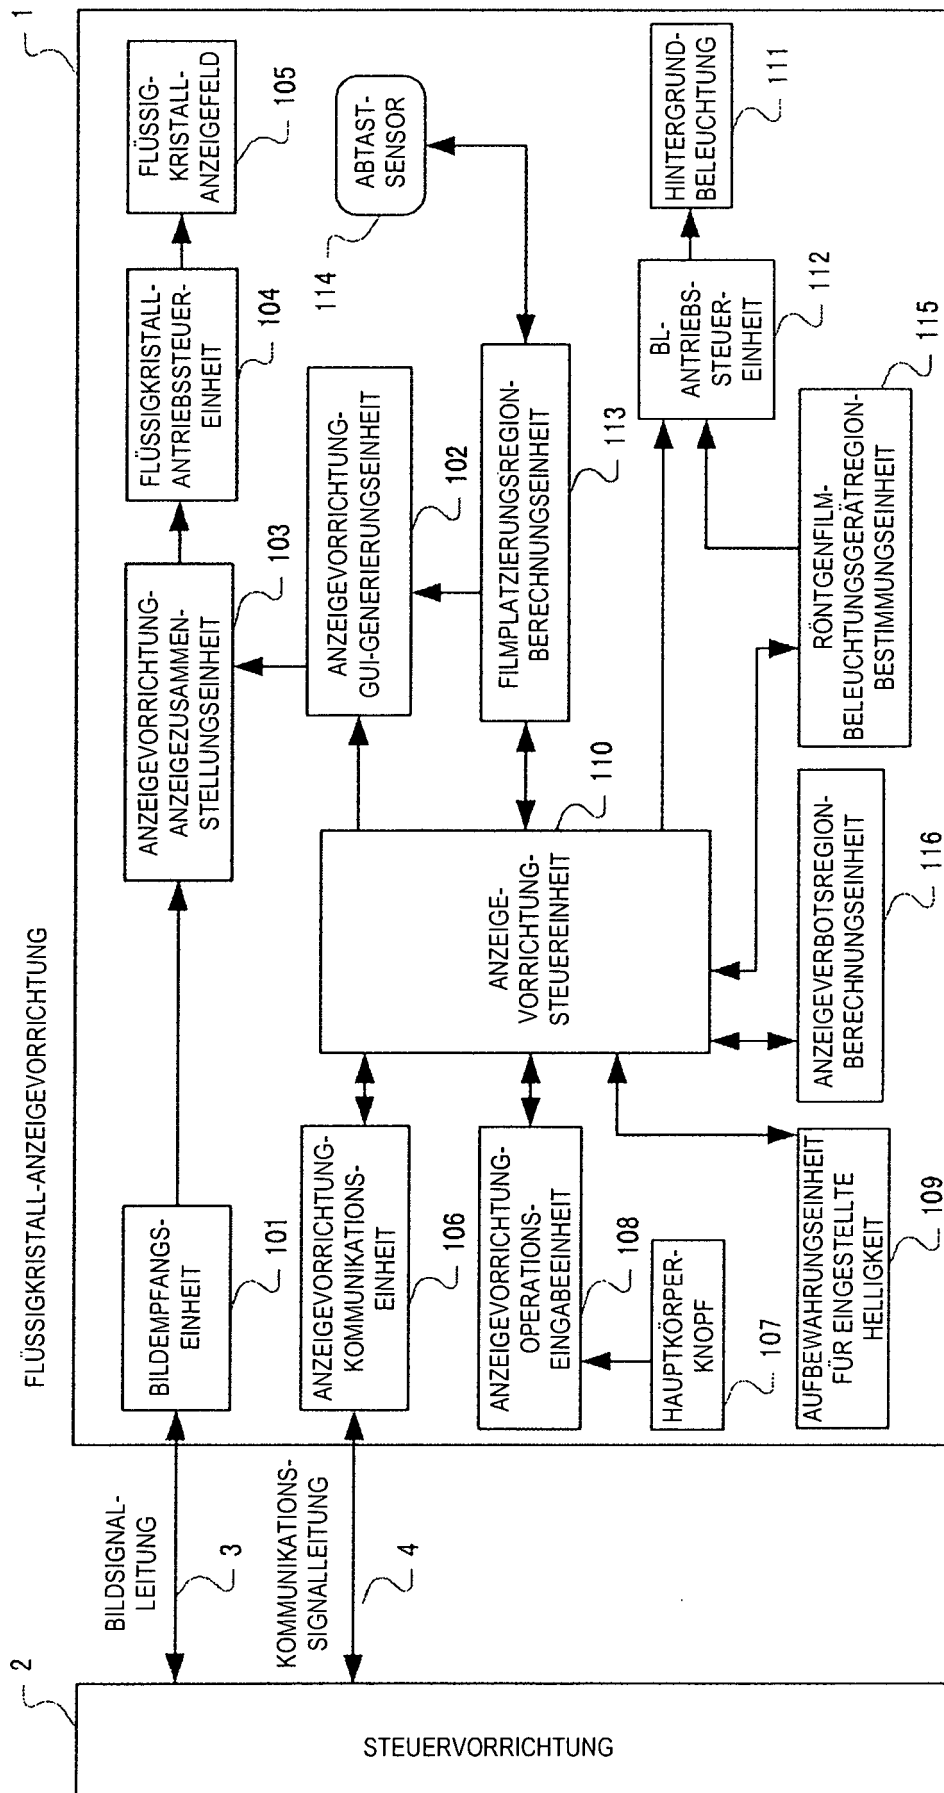 FLÜSSIGKRISTALL-ANZEIGEVORRICHTUNG
1
2
STEUERVORRICHTUNG
BILDSIGNAL-
LEITUNG
3
KOMMUNIKATIONS-
SIGNALLEITUNG
4
BILDEMPFANGS-
EINHEIT
101
ANZEIGEVORRICHTUNG-
ANZEIGEZUSAMMEN-
STELLUNGSEINHEIT
103
FLÜSSIGKRISTALL-
ANTRIEBSSTEUER-
EINHEIT
104
FLÜSSIG-
KRISTALL-
ANZEIGEFELD
105
ANZEIGEVORRICHTUNG-
KOMMUNIKATIONS-
EINHEIT
106
ANZEIGEVORRICHTUNG-
GUI-GENERIERUNGSEINHEIT
102
ABTAST-
SENSOR
114
ANZEIGEVORRICHTUNG-
OPERATIONS-
EINGABEEINHEIT
108
ANZEIGE-
VORRICHTUNG-
STEUEREINHEIT
110
FILMPLATZIERUNGSREGION-
BERECHNUNGSEINHEIT
113
HAUPTKÖRPER-
KNOPF
107
BL-
ANTRIEBS-
STEUER-
EINHEIT
112
HINTERGRUND-
BELEUCHTUNG
111
AUFBEWAHRUNGSEINHEIT
FÜR EINGESTELLTE
HELLIGKEIT
109
ANZEIGEVERBOTSREGION-
BERECHNUNGSEINHEIT
116
RÖNTGENFILM-
BELEUCHTUNGSGERÄTREGION-
BESTIMMUNGSEINHEIT
115